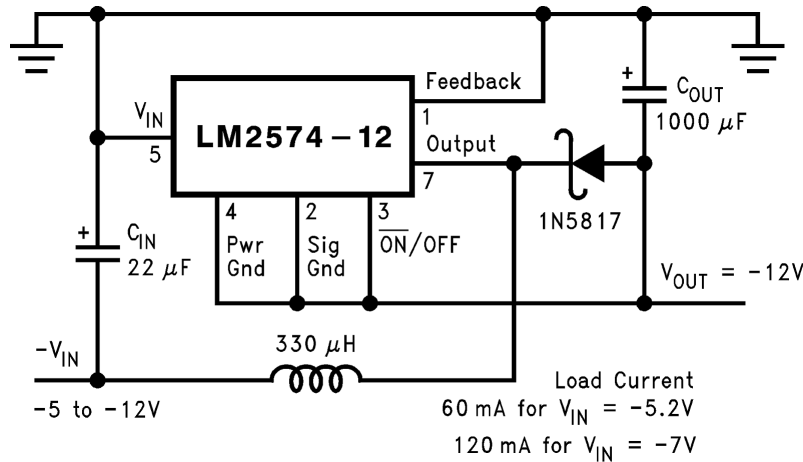 Feedback
+
C_OUT
1000 μF
V_IN
LM2574-12
1
5
Output
7
4
2
3
1N5817
+
C_IN
22 μF
Pwr
Gnd
Sig
Gnd
O̅N̅/OFF
V_OUT = -12V
330 μH
-V_IN
-5 to -12V
Load Current
60 mA for V_IN = -5.2V
120 mA for V_IN = -7V